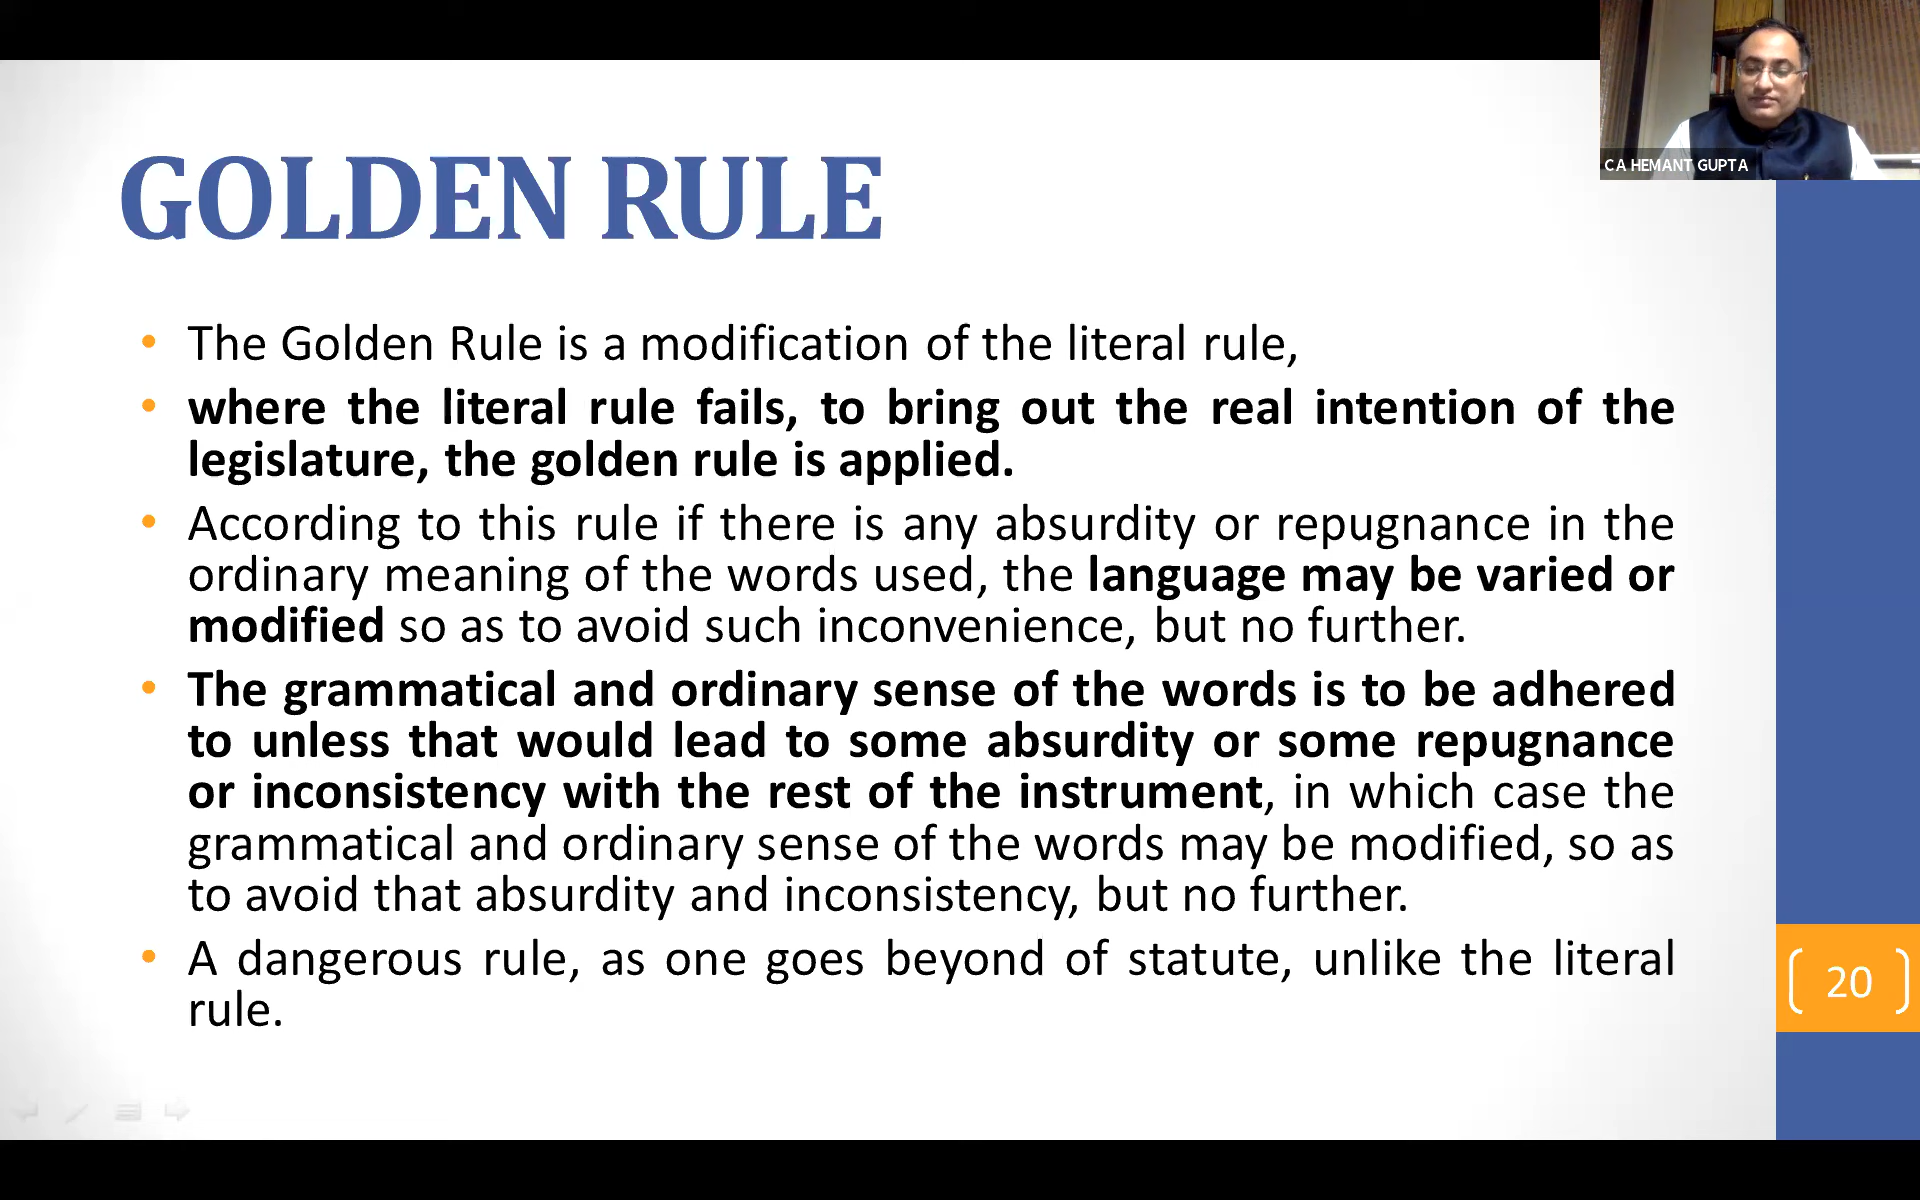 CA HEMANT GUPTA
GOLDEN RULE
• The Golden Rule is a modification of the literal rule,
• where the literal rule fails, to bring out the real intention of the
legislature, the golden rule is applied.
• According to this rule if there is any absurdity or repugnance in the
ordinary meaning of the words used, the language may be varied or
modified so as to avoid such inconvenience, but no further.
• The grammatical and ordinary sense of the words is to be adhered
to unless that would lead to some absurdity or some repugnance
or inconsistency with the rest of the instrument, in which case the
grammatical and ordinary sense of the words may be modified, so as
to avoid that absurdity and inconsistency, but no further.
• A dangerous rule, as one goes beyond of statute, unlike the literal
rule.
20